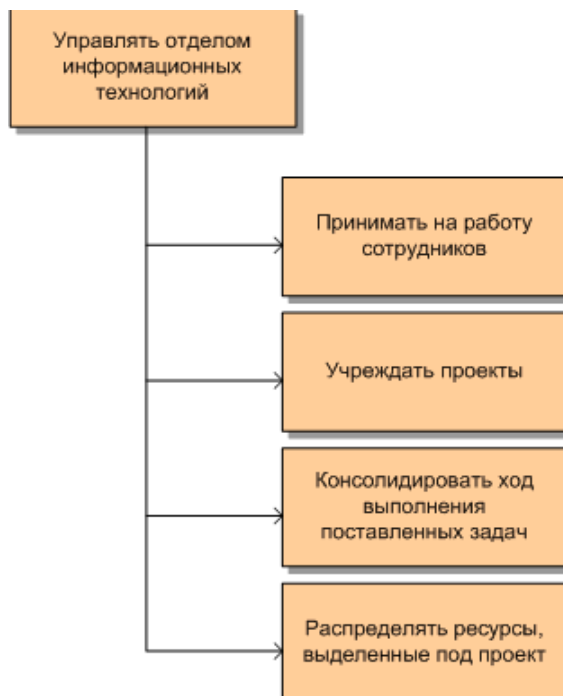 Управлять отделом
информационных
технологий
Принимать на работу
сотрудников
Учреждать проекты
Консолидировать ход
выполнения
поставленных задач
Распределять ресурсы,
выделенные под проект